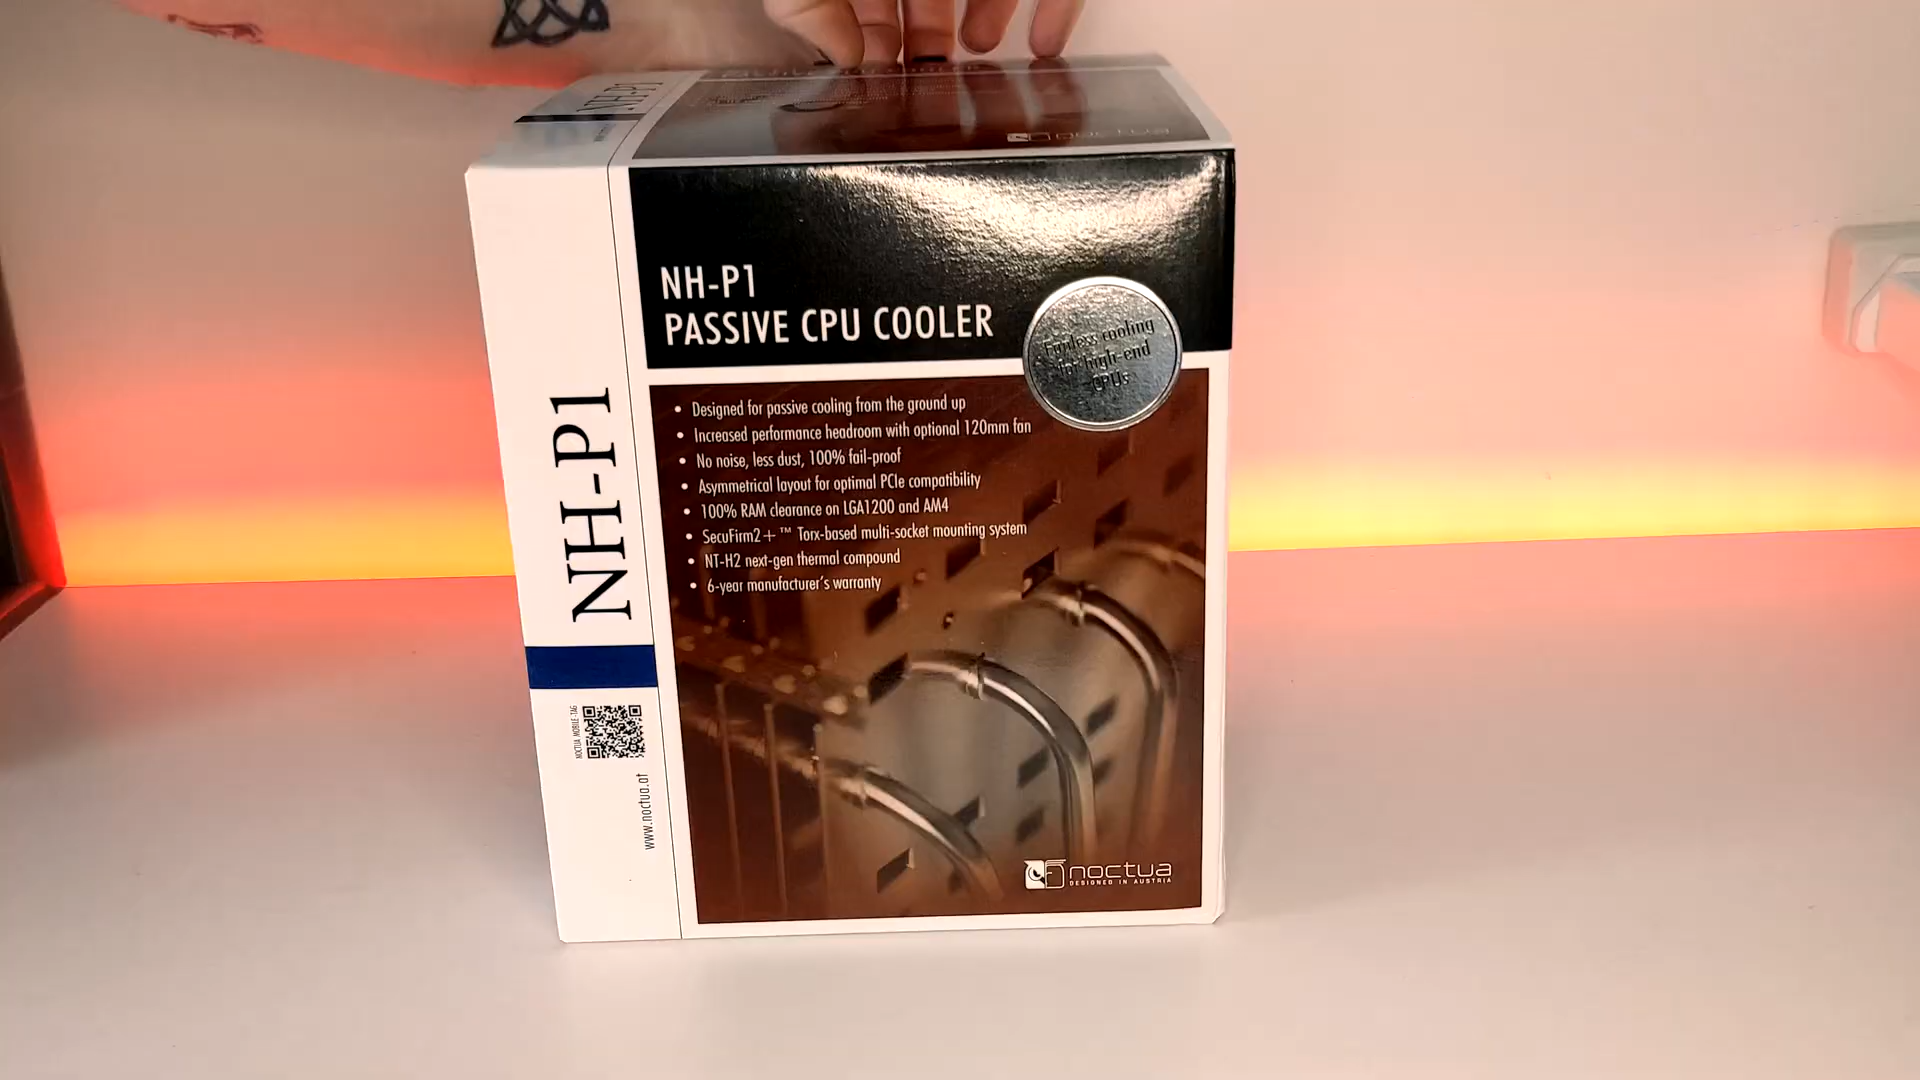 NH-P1
NH-P1
PASSIVE CPU COOLER
Fanless cooling
for high-end
CPUs
• Designed for passive cooling from the ground up
• Increased performance headroom with optional 120mm fan
• No noise, less dust, 100% fail-proof
• Asymmetrical layout for optimal PCIe compatibility
• 100% RAM clearance on LGA1200 and AM4
• SecuFirm2+™ Torx-based multi-socket mounting system
• NT-H2 next-gen thermal compound
• 6-year manufacturer's warranty
NH-P1
NOCTUA MOBILE-TAG
www.noctua.at
noctua
DESIGNED IN AUSTRIA